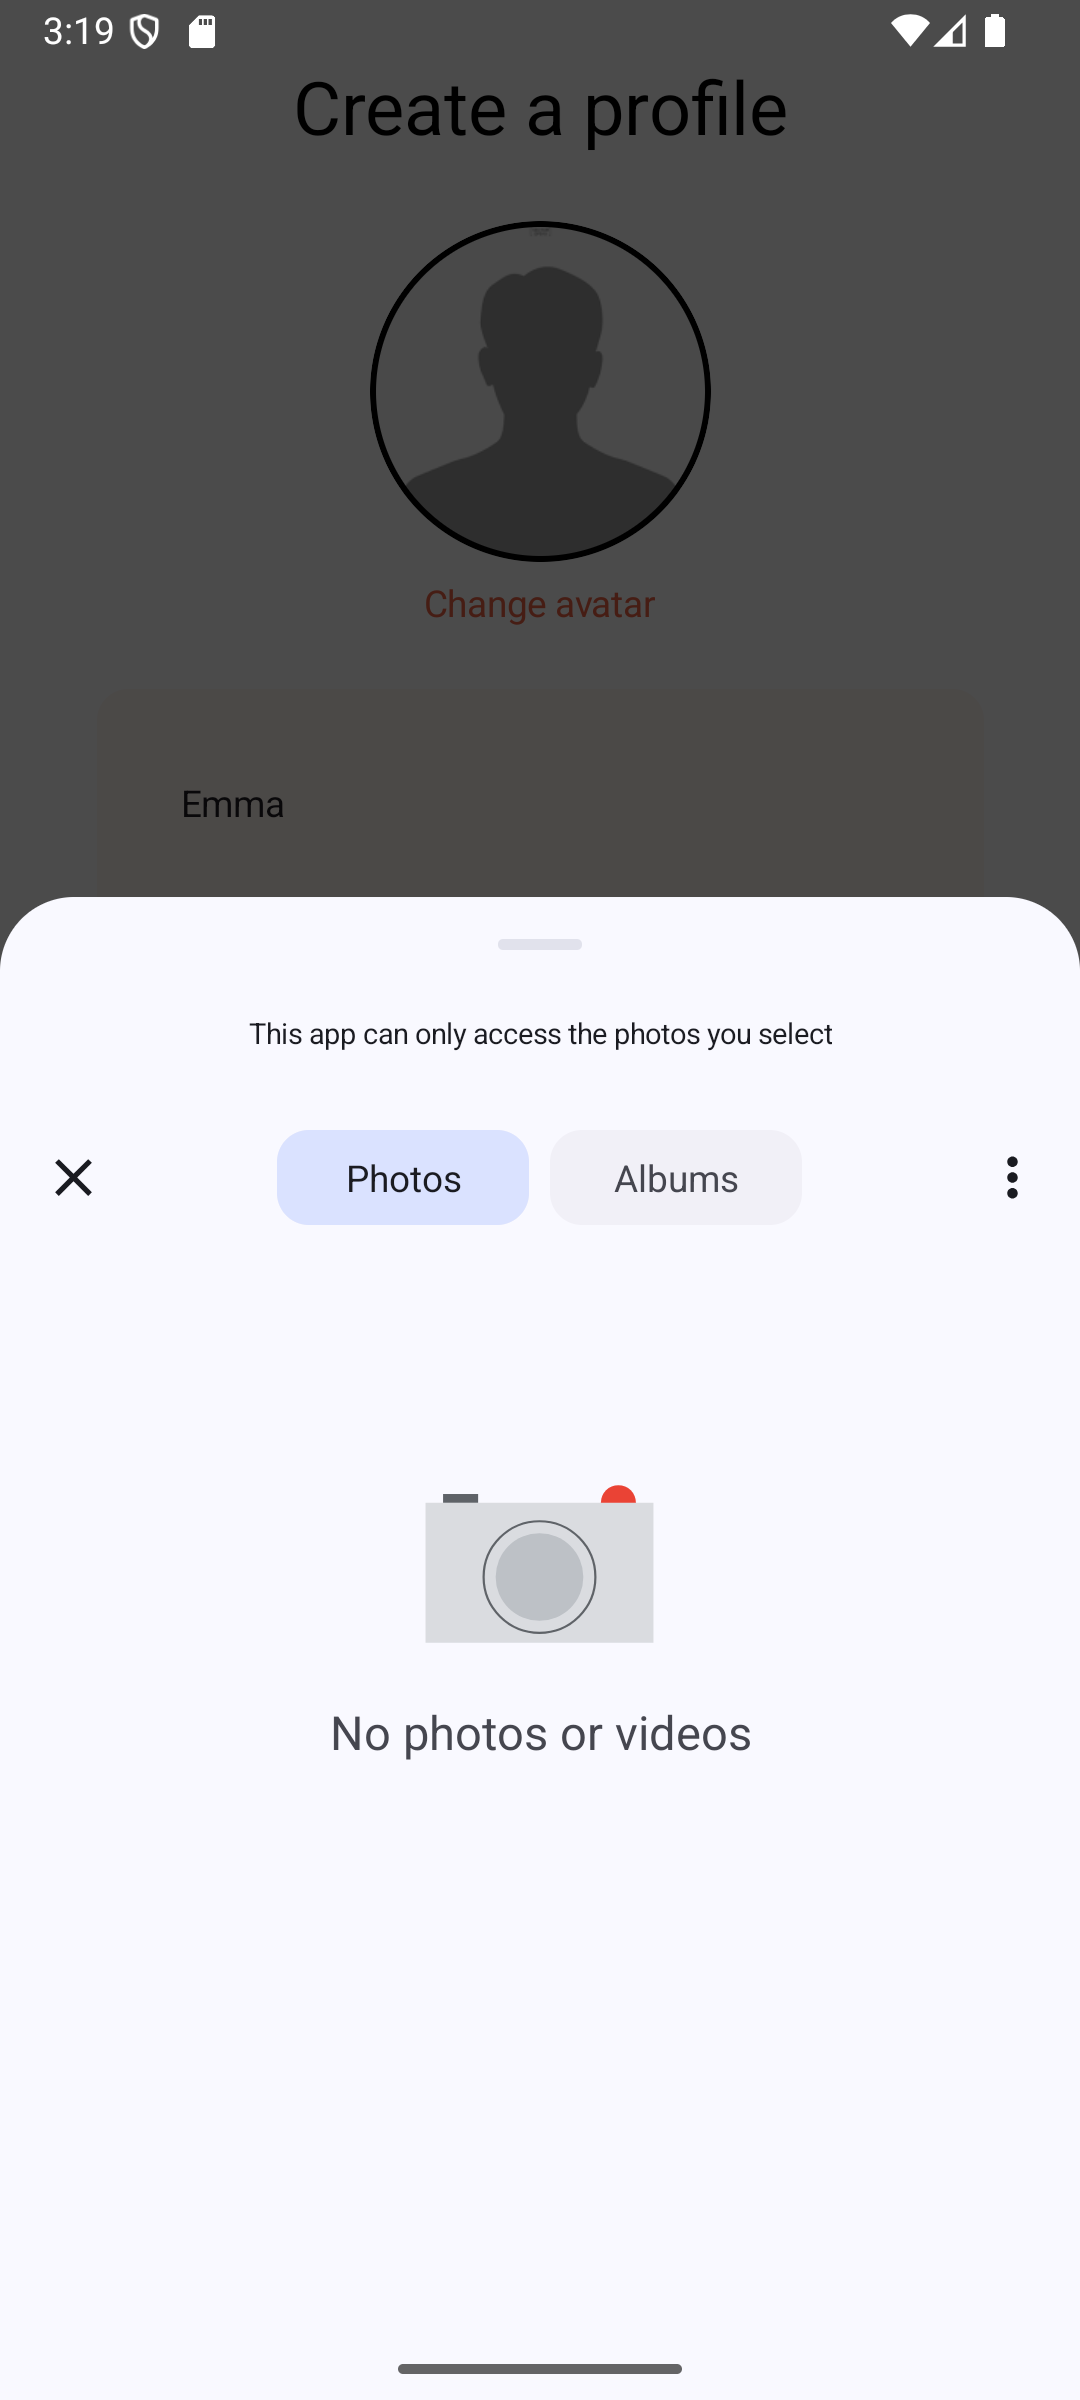 3:19
Create a profile
Change avatar
Emma
This app can only access the photos you select
Photos
Albums
No photos or videos